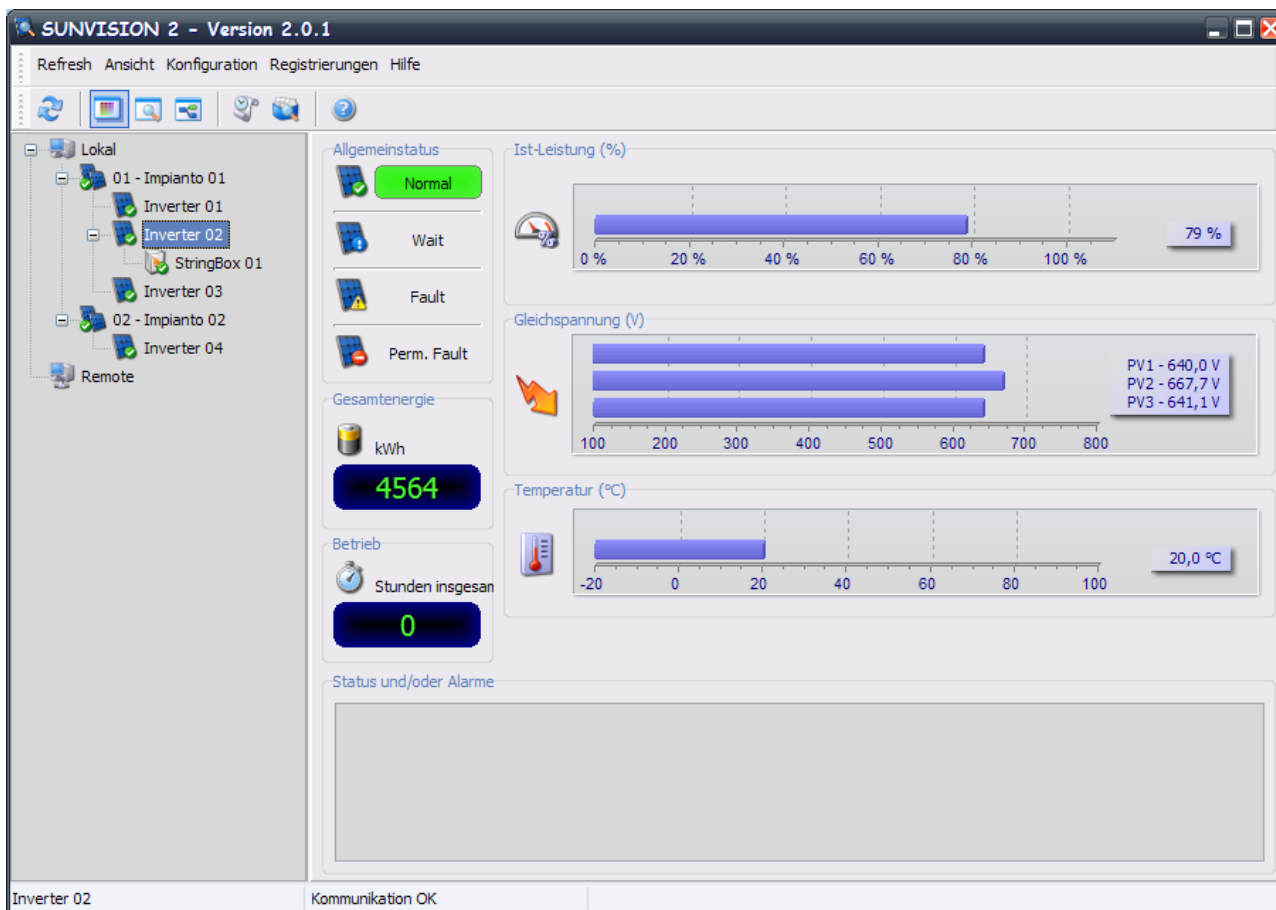 SUNVISION 2 - Version 2.0.1
Refresh Ansicht Konfiguration Registrierungen Hilfe
Lokal
01 - Impianto 01
Inverter 01
Inverter 02
StringBox 01
Inverter 03
02 - Impianto 02
Inverter 04
Remote
Allgemeinstatus
Normal
Wait
Fault
Perm. Fault
Gesamtenergie
kWh
4564
Betrieb
Stunden insgesan
0
Ist-Leistung (%)
0 % 20 % 40 % 60 % 80 % 100 %
79 %
Gleichspannung (V)
PV1 - 640,0 V
PV2 - 667,7 V
PV3 - 641,1 V
100 200 300 400 500 600 700 800
Temperatur (°C)
-20 0 20 40 60 80 100
20,0 °C
Status und/oder Alarme
Inverter 02
Kommunikation OK